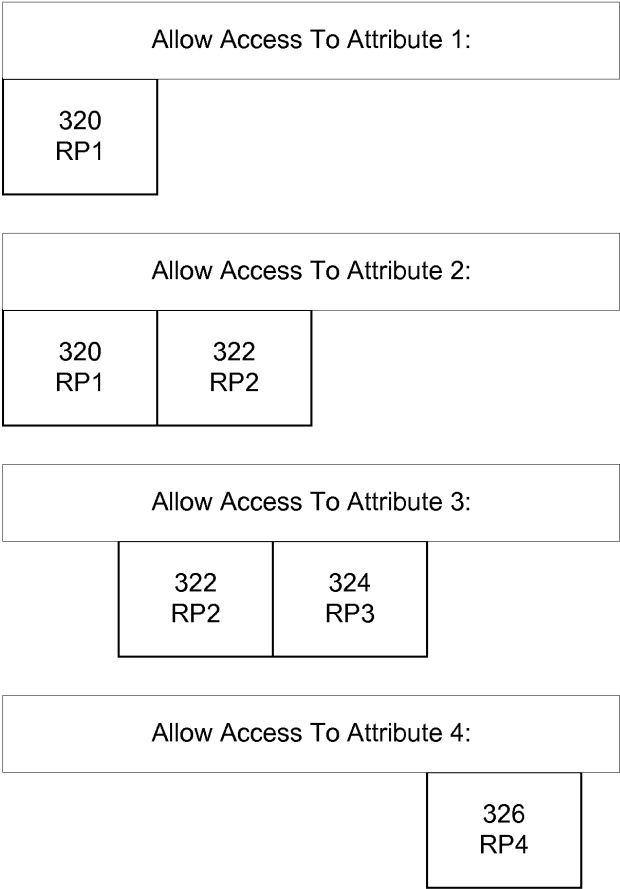 Allow Access To Attribute 1:
320
RP1
Allow Access To Attribute 2:
320
RP1
322
RP2
Allow Access To Attribute 3:
322
RP2
324
RP3
Allow Access To Attribute 4:
326
RP4